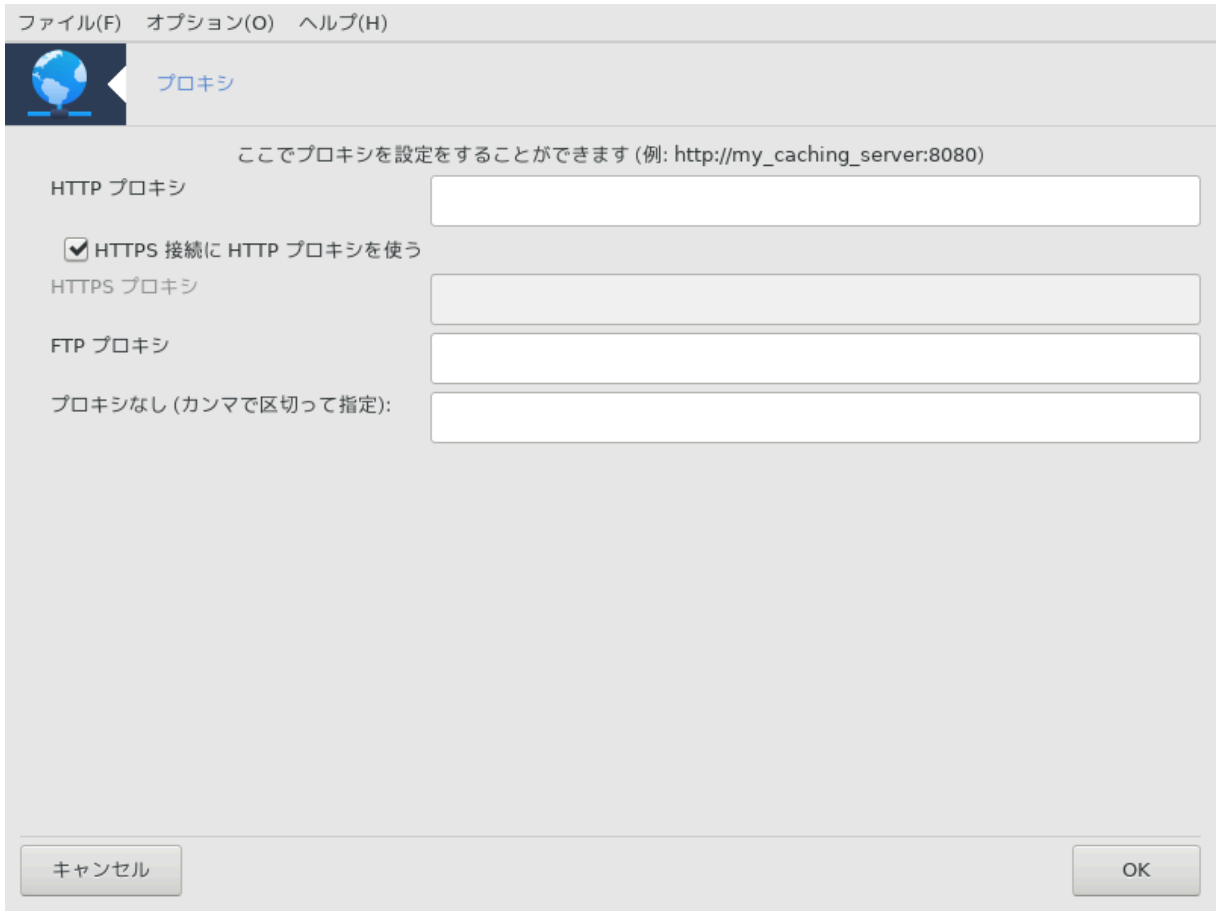 ファイル(F) オプション(O) ヘルプ(H)
プロキシ
ここでプロキシを設定をすることができます (例: http://my_caching_server:8080)
HTTP プロキシ
HTTPS 接続に HTTP プロキシを使う
HTTPS プロキシ
FTP プロキシ
プロキシなし (カンマで区切って指定):
キャンセル OK